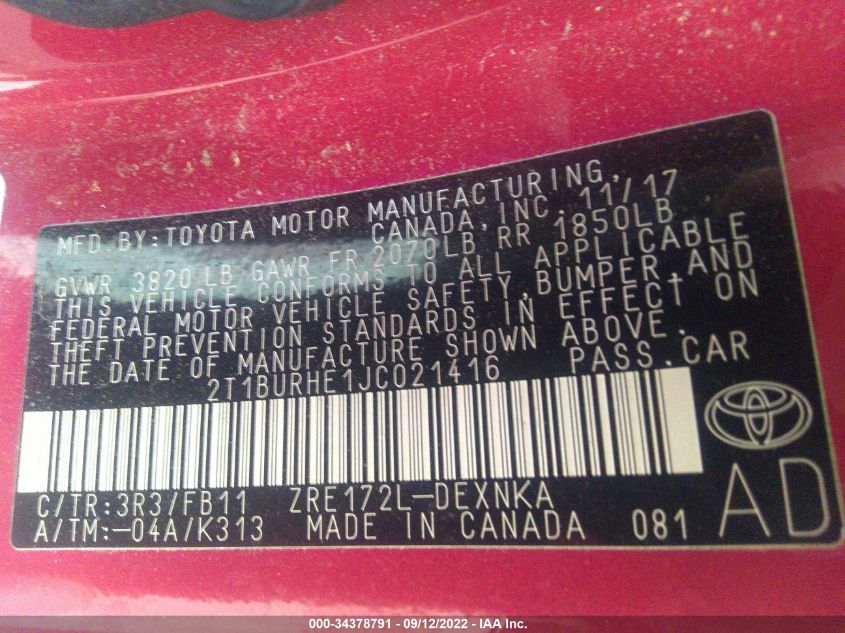 MFD. BY: TOYOTA MOTOR MANUFACTURING,
CANADA, INC. 11/17
GVWR 3820 LB GAWR FR 2070LB, RR 1850LB
THIS VEHICLE CONFORMS TO ALL APPLICABLE
FEDERAL MOTOR VEHICLE SAFETY, BUMPER, AND
THEFT PREVENTION STANDARDS IN EFFECT ON
THE DATE OF MANUFACTURE SHOWN ABOVE.
2T1BURHE1JC021416 PASS. CAR
C/TR: 3R3/FB11 ZRE172L-DEXNKA
A/TM:-04A/K313 MADE IN CANADA 081
AD
000-34378791 - 09/12/2022 - IAA Inc.